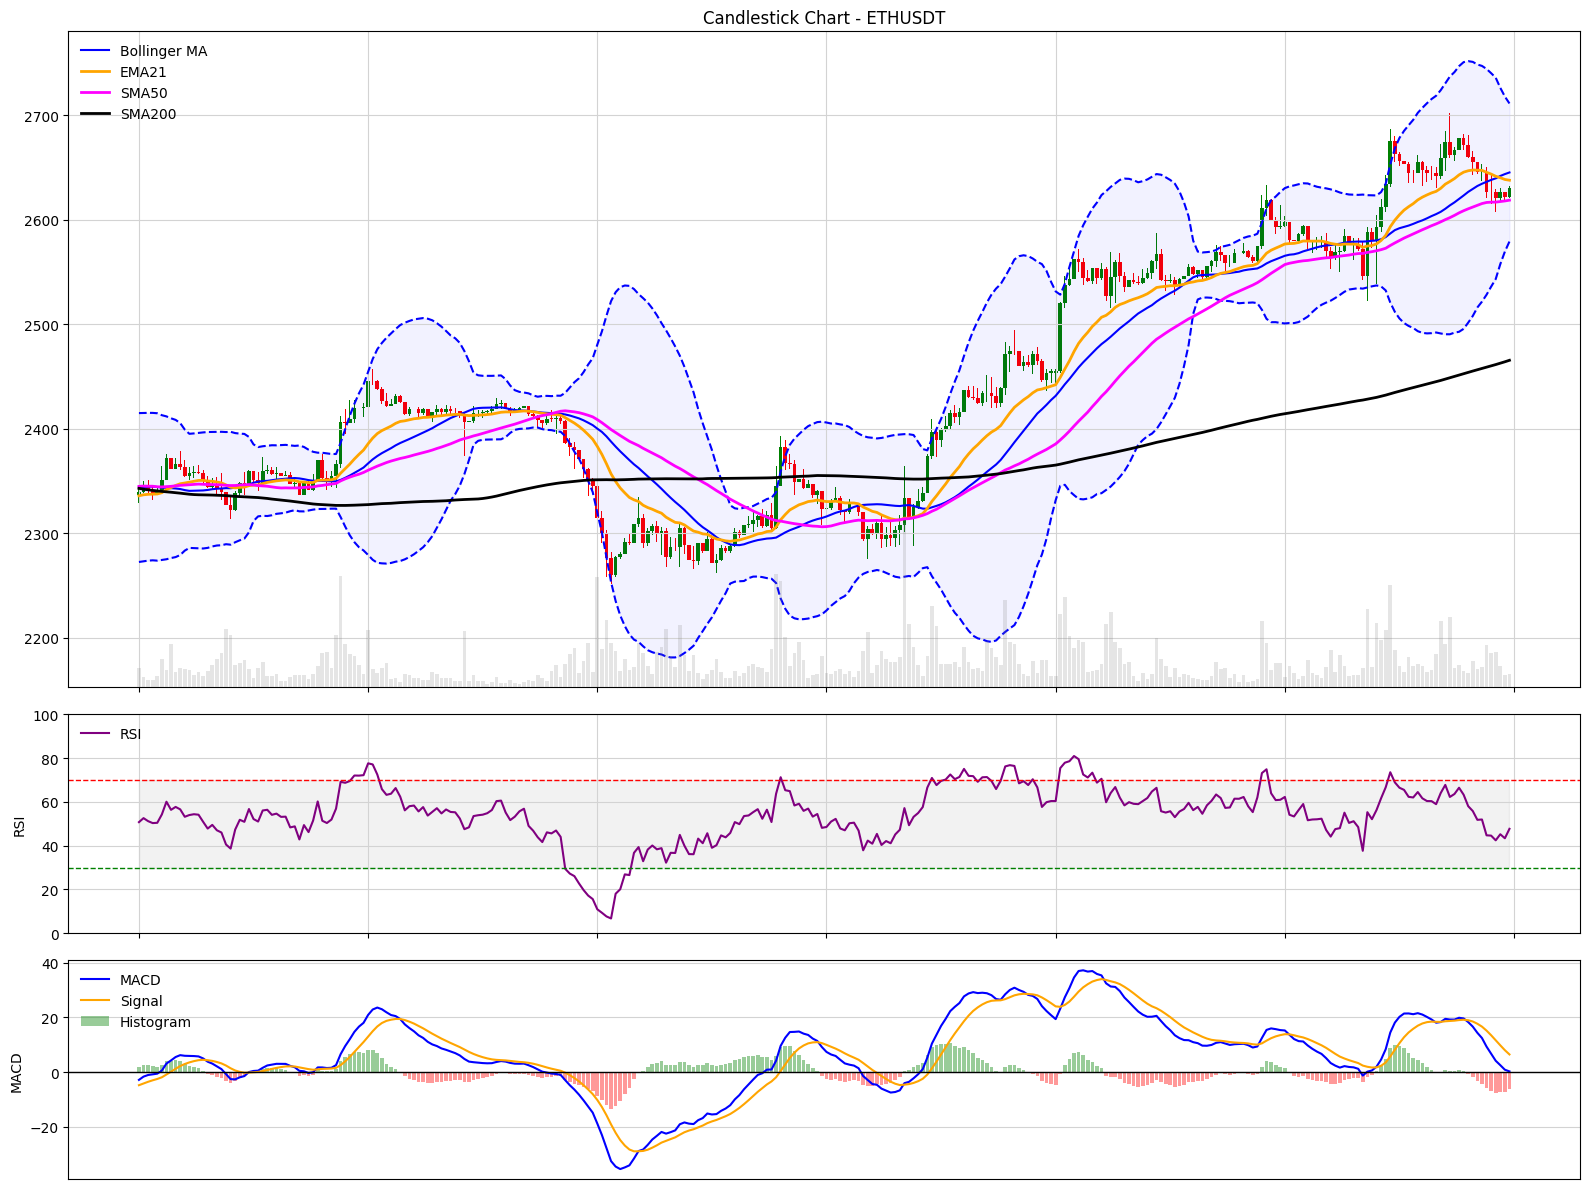 Candlestick Chart - ETHUSDT
Bollinger MA
EMA21
SMA50
SMA200
2700
2600
2500
2400
2300
2200
100
RSI
80
60
RSI
40
20
0
40
MACD
Signal
20
Histogram
MACD
0
−20